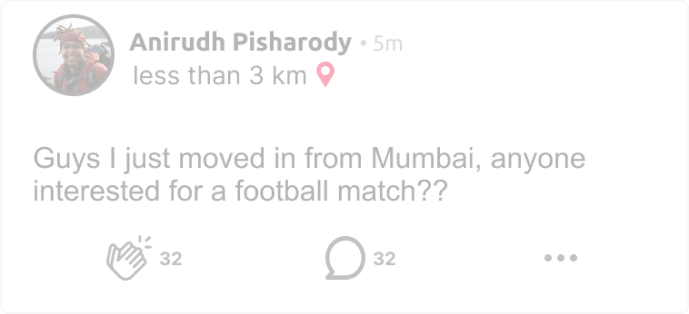 Anirudh Pisharody • 5m
less than 3 km
Guys I just moved in from Mumbai, anyone
interested for a football match??
32 32